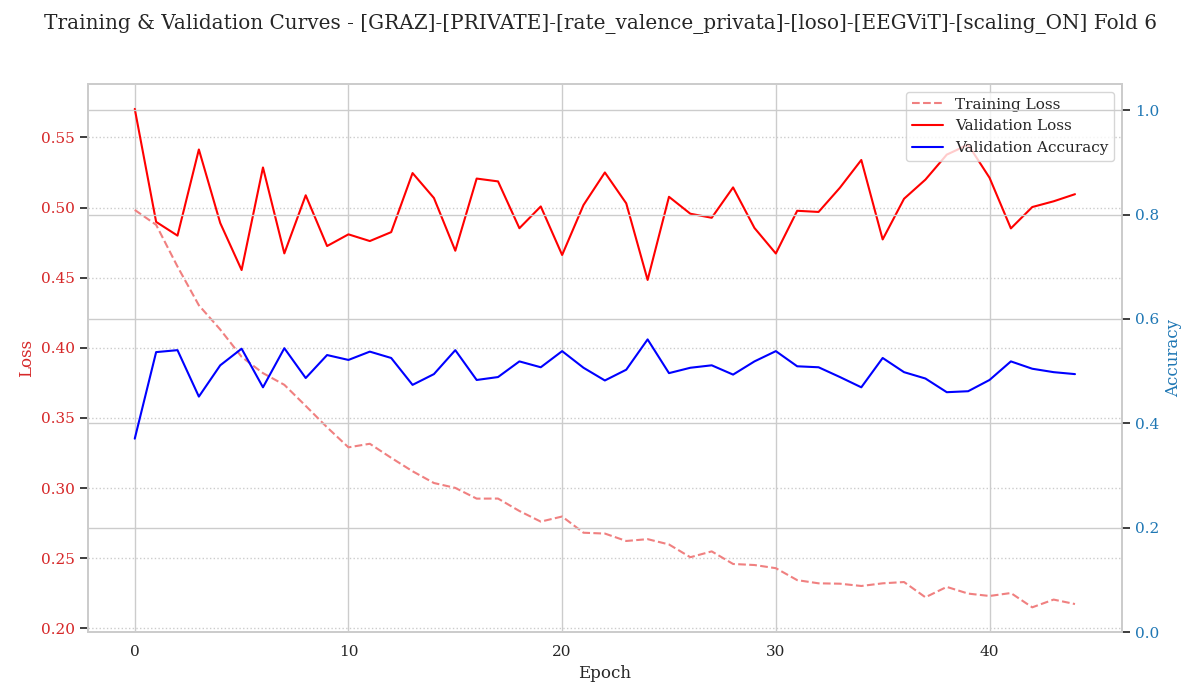 Training & Validation Curves - [GRAZ]-[PRIVATE]-[rate_valence_privata]-[loso]-[EEGViT]-[scaling_ON] Fold 6
Training Loss
Validation Loss
Validation Accuracy
0.55
0.50
0.45
0.40
0.35
0.30
0.25
0.20
Loss
1.0
0.8
0.6
0.4
0.2
0.0
Accuracy
0 10 20 30 40
Epoch